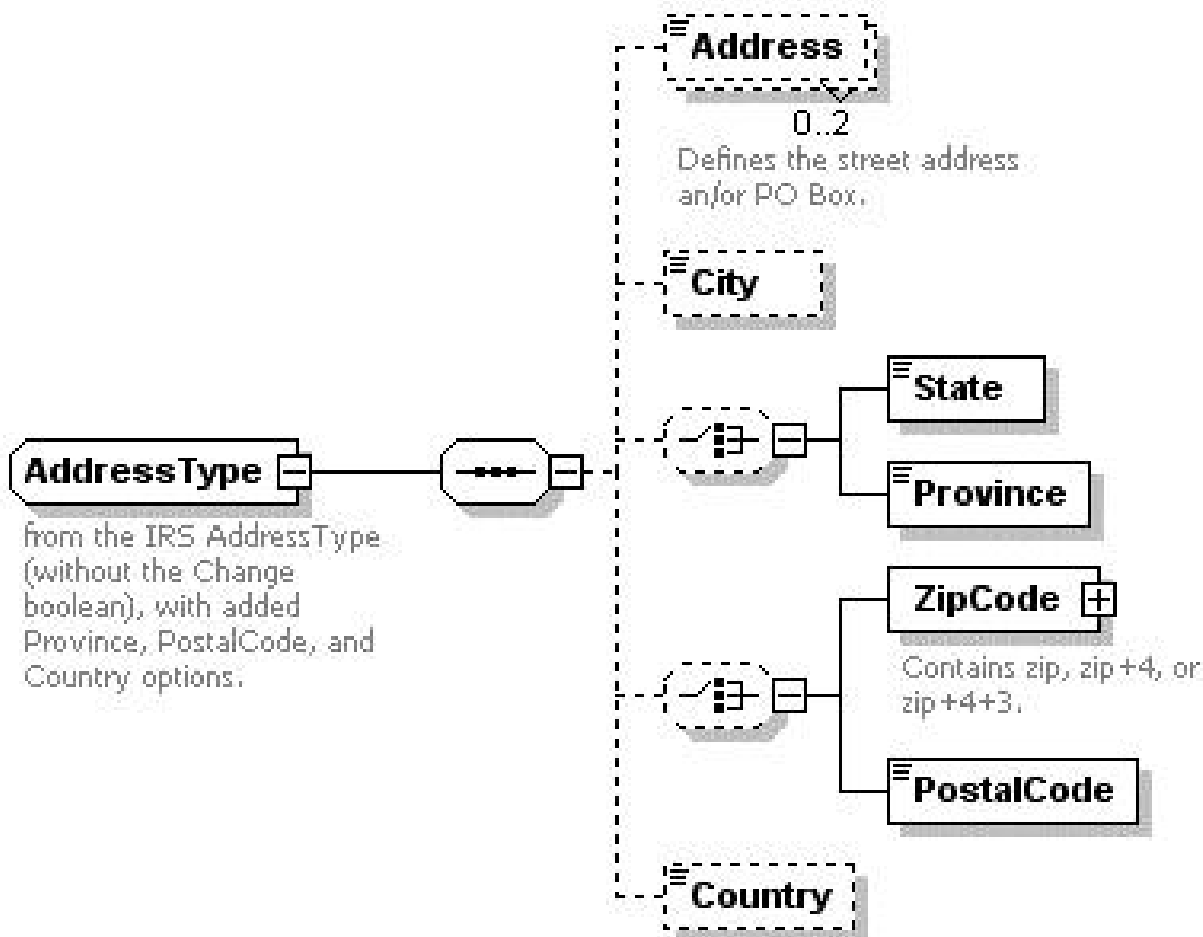 Address
0..2
Defines the street address
an/or PO Box.
City
State
AddressType
Province
from the IRS AddressType
(without the Change
boolean), with added
Province, PostalCode, and
Country options.
ZipCode
Contains zip, zip+4, or
zip+4+3.
PostalCode
Country